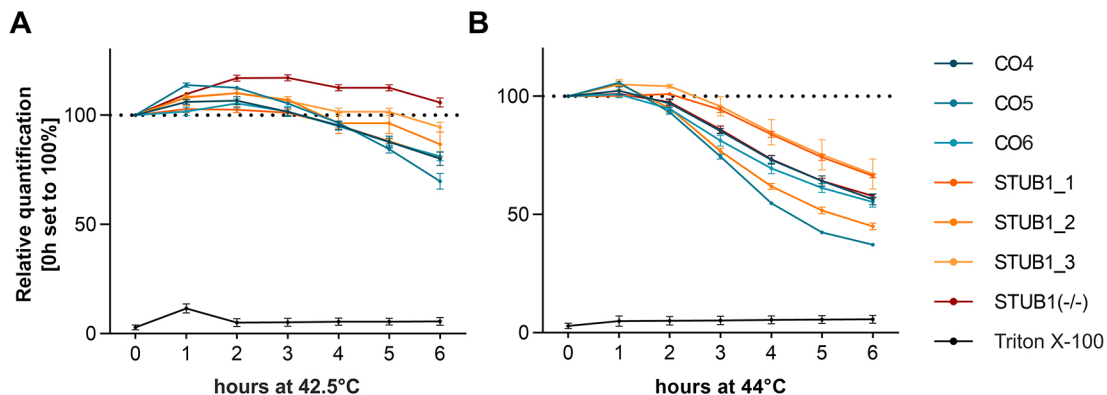 A
B
Relative quantification
[0h set to 100%]
100
50
0
0 1 2 3 4 5 6
hours at 42.5°C
100
50
0
0 1 2 3 4 5 6
hours at 44°C
CO4
CO5
CO6
STUB1_1
STUB1_2
STUB1_3
STUB1(-/-)
Triton X-100